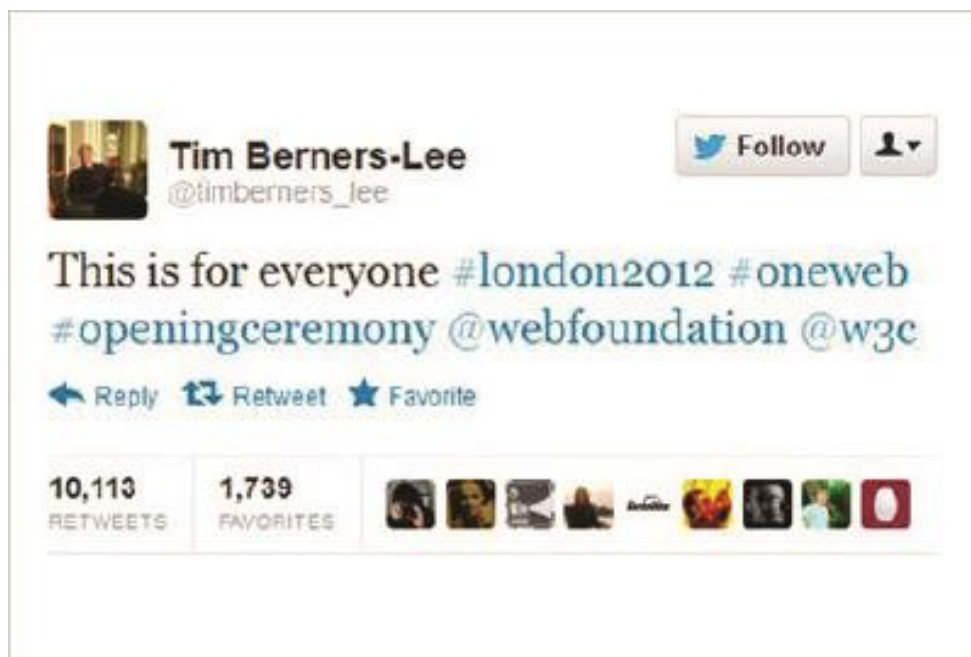 Tim Berners-Lee
@timberners_lee
Follow
This is for everyone #london2012 #oneweb
#openingceremony @webfoundation @w3c
Reply Retweet Favorite
10,113 1,739
RETWEETS FAVORITES